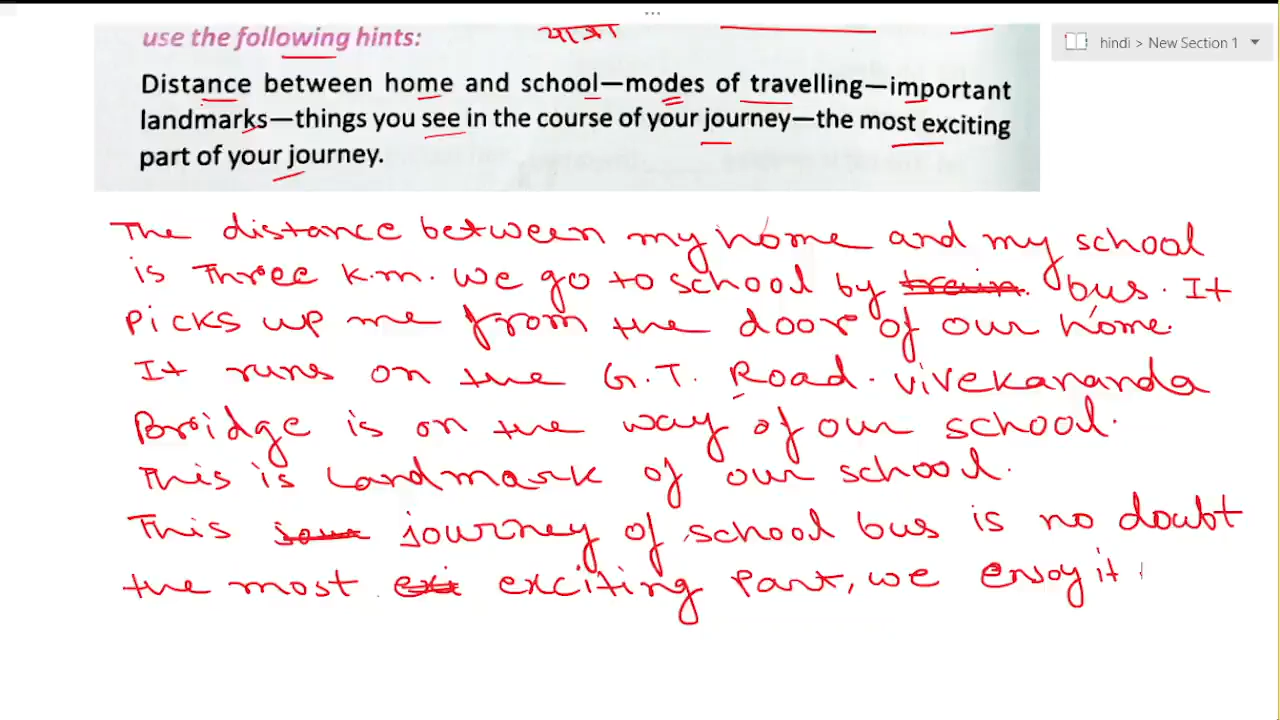 use the following hints:
यात्रा
hindi > New Section 1
Distance between home and school—modes of travelling—important
landmarks—things you see in the course of your journey—the most exciting
part of your journey.
The distance between my home and my school
is Three K.m. we go to school by train. bus. It
Picks up me from the door of our home.
It runs on the G.T. Road. vivekananda
Bridge is on the way of our school.
This is Landmark of our school.
This jou journey of school bus is no doubt
the most exi exciting Part, we enjoy it